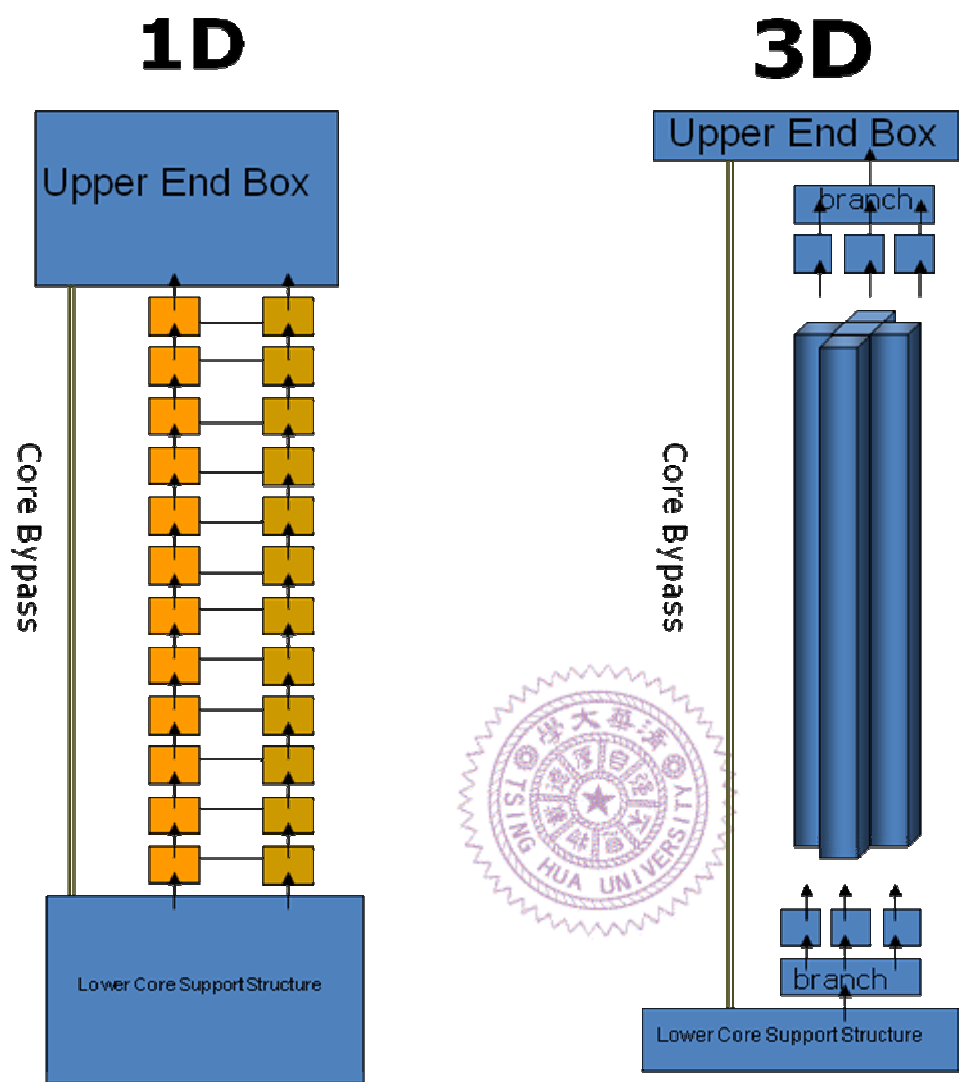 1D
Upper End Box
Core Bypass
Lower Core Support Structure
3D
Upper End Box
branch
Core Bypass
branch
Lower Core Support Structure
TSING HUA UNIVERSITY